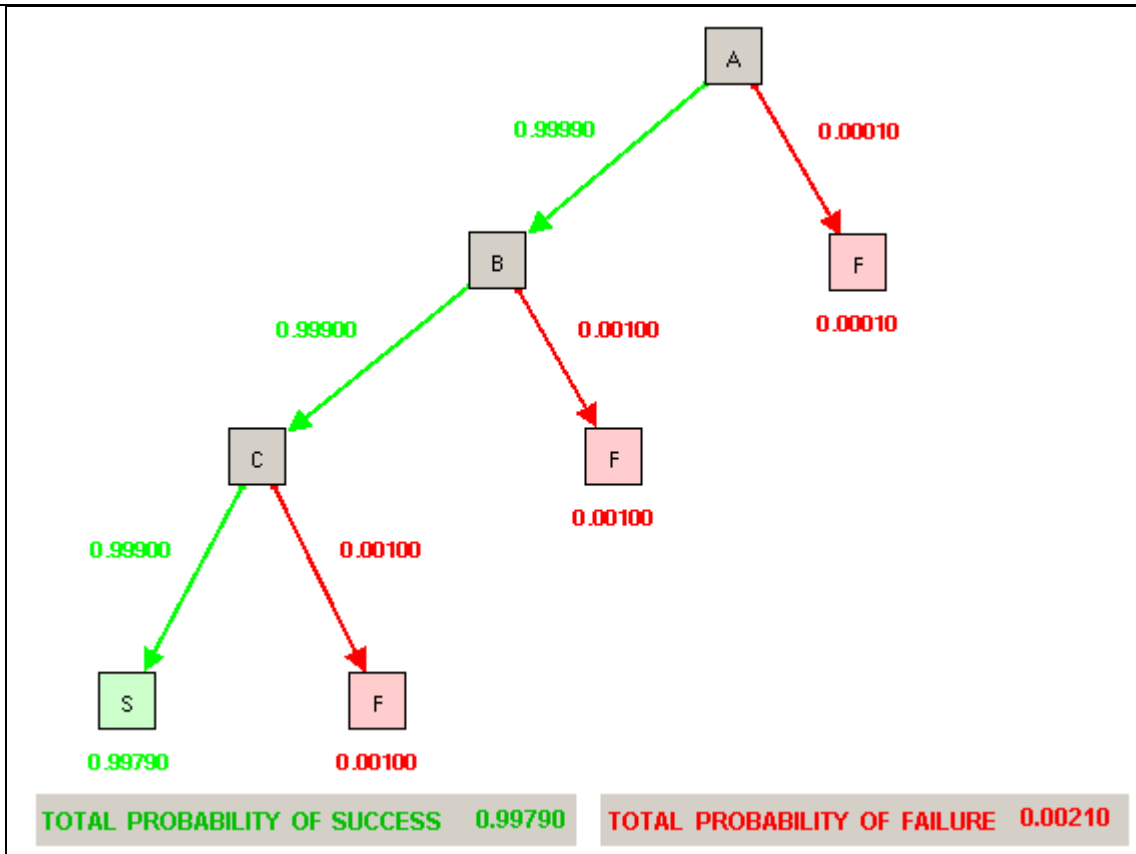 A
0.99990
0.00010
B
F
0.99900
0.00100
0.00010
C
F
0.00100
0.99900
0.00100
S
F
0.99790
0.00100
TOTAL PROBABILITY OF SUCCESS 0.99790
TOTAL PROBABILITY OF FAILURE 0.00210